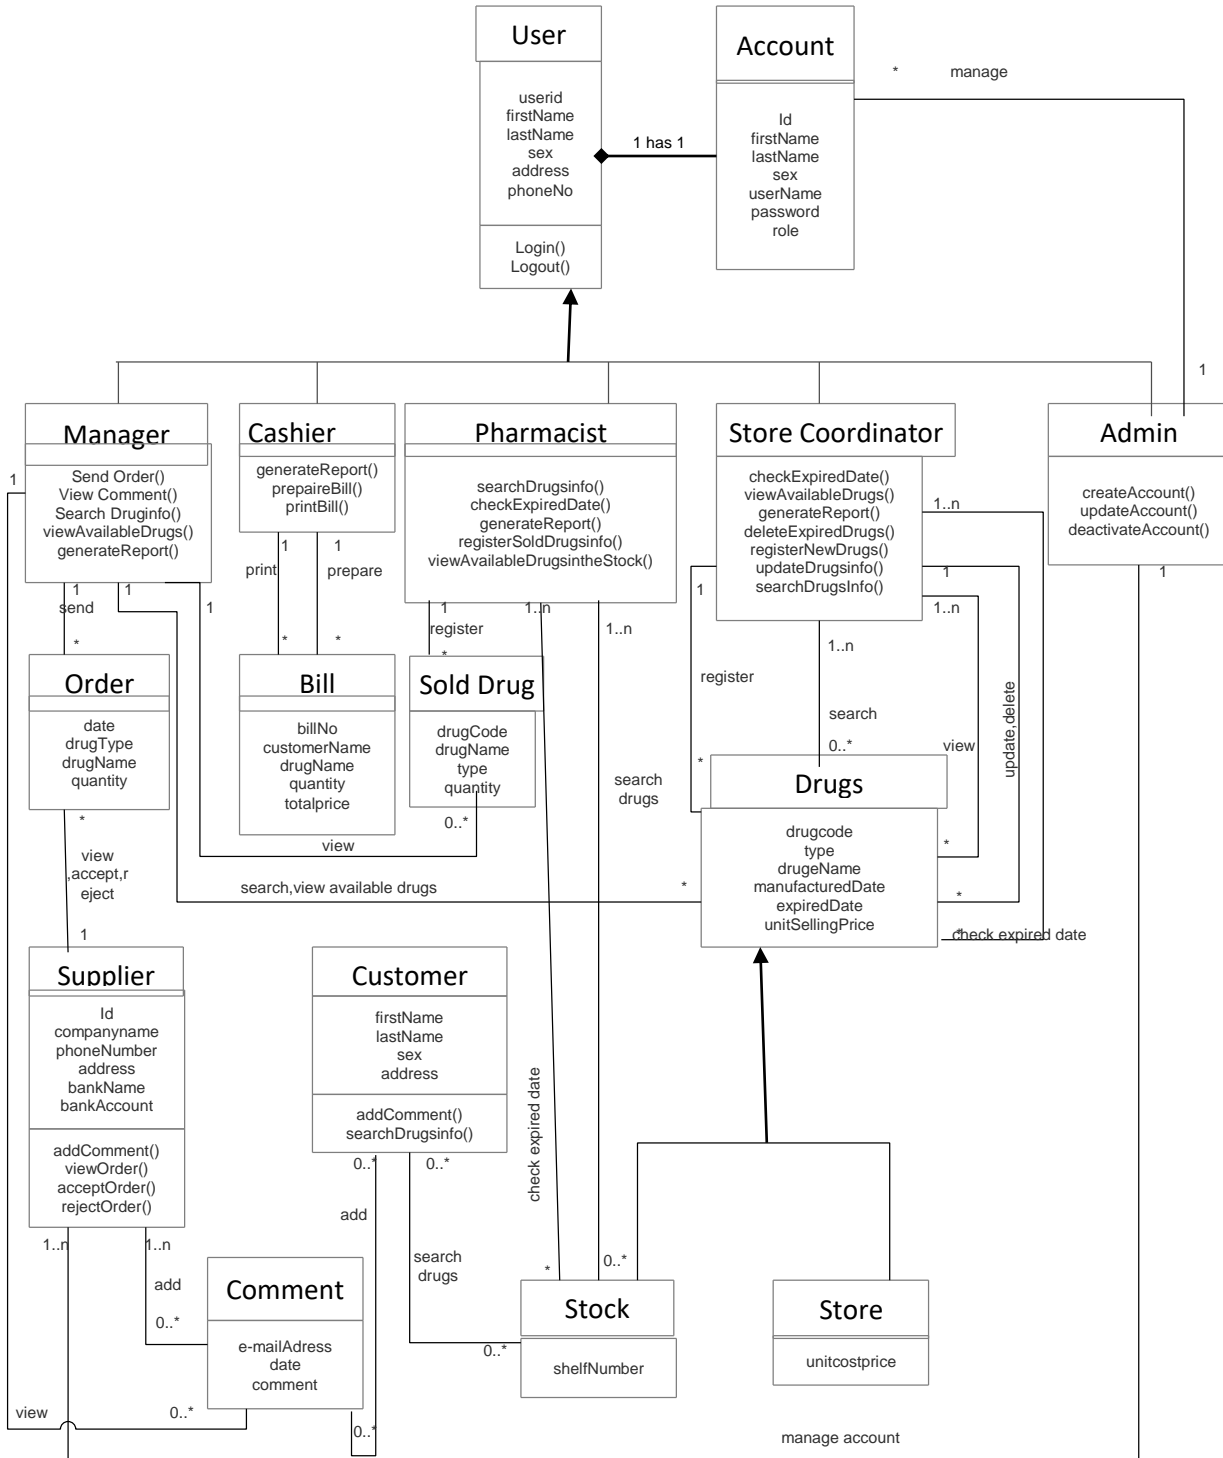 User
userid
firstName
lastName
sex
address
phoneNo
Login()
Logout()
1 has 1
Account
Id
firstName
lastName
sex
userName
password
role
* manage
1
Manager
Send Order()
View Comment()
Search Druginfo()
viewAvailableDrugs()
generateReport()
Cashier
generateReport()
prepaireBill()
printBill()
Pharmacist
searchDrugsinfo()
checkExpiredDate()
generateReport()
registerSoldDrugsinfo()
viewAvailableDrugsintheStock()
Store Coordinator
checkExpiredDate()
viewAvailableDrugs()
generateReport()
deleteExpiredDrugs()
registerNewDrugs()
updateDrugsinfo()
searchDrugsInfo()
Admin
createAccount()
updateAccount()
deactivateAccount()
1
1
send
1
1
*
1
print
*
1
prepare
*
1
register
*
1..n
1..n
1
register
*
1..n
search
0..*
1..n
1
1..n
view
*
update,delete
*
*
check expired date
1
Order
date
drugType
drugName
quantity
Bill
billNo
customerName
drugName
quantity
totalprice
Sold Drug
drugCode
drugName
type
quantity
0..*
view
search
drugs
Drugs
drugcode
type
drugeName
manufacturedDate
expiredDate
unitSellingPrice
*
view
,accept,r
eject
1
search,view available drugs
*
Supplier
Id
companyname
phoneNumber
address
bankName
bankAccount
addComment()
viewOrder()
acceptOrder()
rejectOrder()
Customer
firstName
lastName
sex
address
addComment()
searchDrugsinfo()
check expired date
0..*
0..*
add
search
drugs
1..n
1..n
add
0..*
*
0..*
Comment
e-mailAdress
date
comment
Stock
shelfNumber
0..*
Store
unitcostprice
view
0..*
0..*
manage account